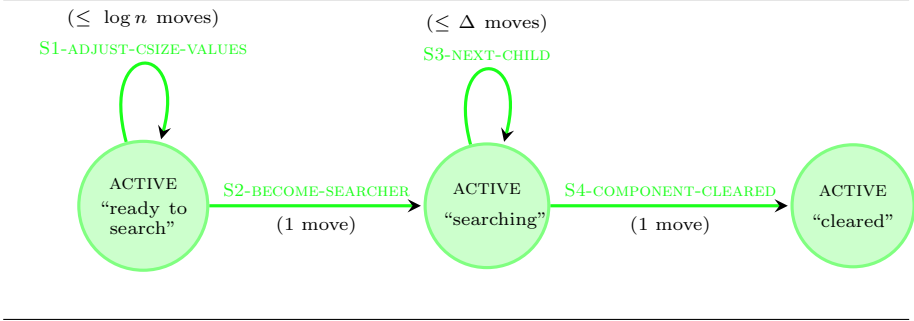 (≤ log n moves)
S1-ADJUST-CSIZE-VALUES
(≤ Δ moves)
S3-NEXT-CHILD
ACTIVE
“ready to
search”
S2-BECOME-SEARCHER
(1 move)
ACTIVE
“searching”
S4-COMPONENT-CLEARED
(1 move)
ACTIVE
“cleared”